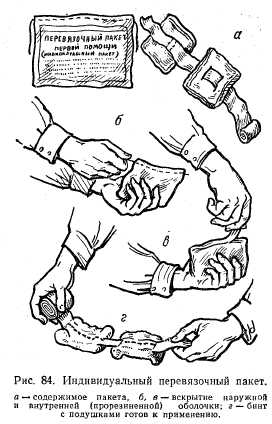 ПЕРЕВЯЗОЧНЫЙ ПАКЕТ
ПЕРВОЙ ПОМОЩИ
(ИНДИВИДУАЛЬНЫЙ ПАКЕТ)
а
б
в
г
Рис. 84. Индивидуальный перевязочный пакет.
а — содержимое пакета, б, в — вскрытие наружной
и внутренней (прорезиненной) оболочки; г — бинт
с подушками готов к применению.